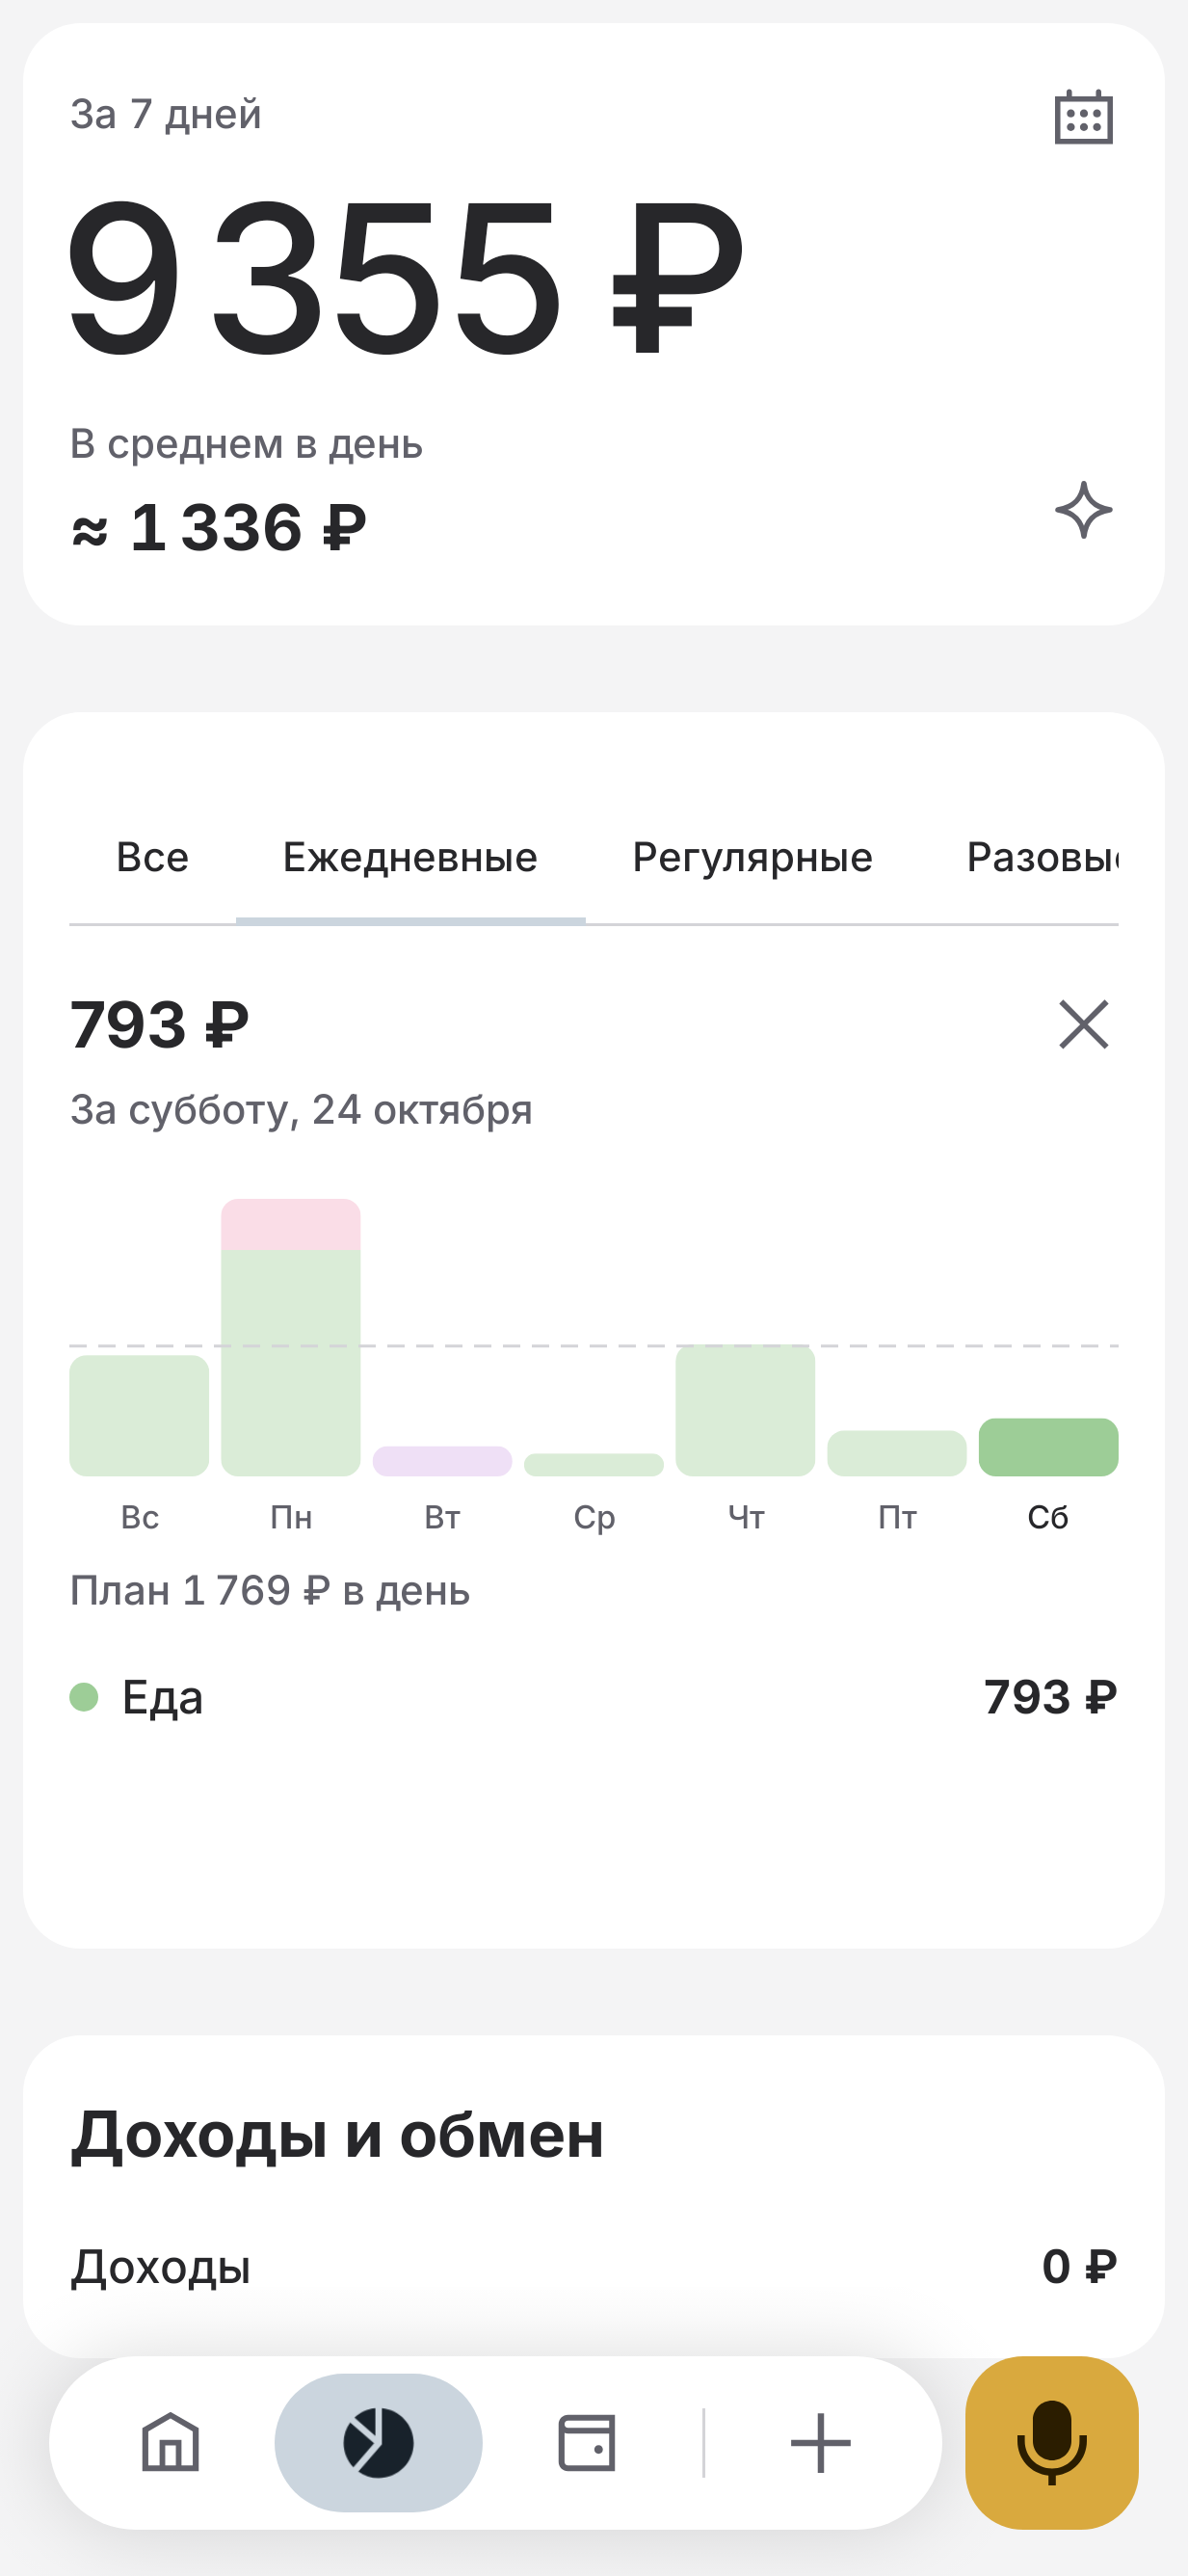 За 7 дней
9 355 ₽
В среднем в день
≈ 1 336 ₽
Все Ежедневные Регулярные
793 ₽
За субботу, 24 октября
Вс Пн Вт Ср Чт Пт Сб
План 1 769 ₽ в день
Еда 793 ₽
Доходы и обмен
Доходы 0 ₽